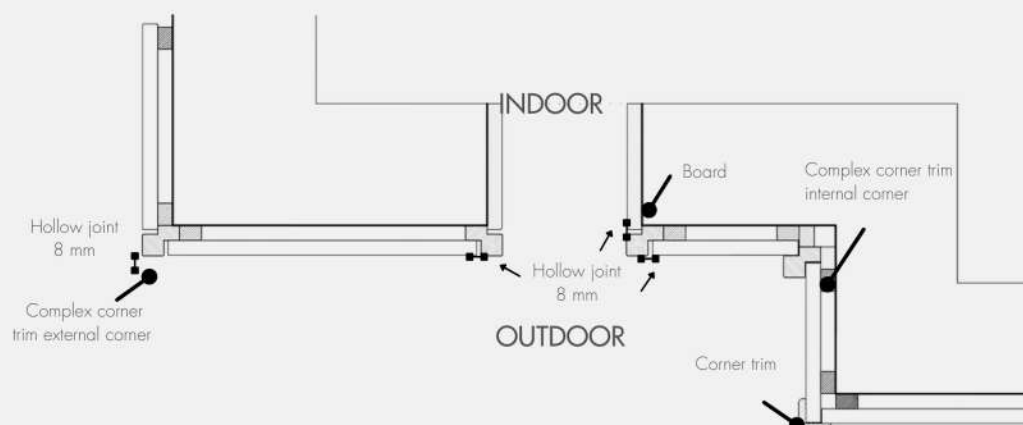 INDOOR
Board
Complex corner trim
internal corner
Hollow joint
8 mm
Hollow joint
8 mm
Complex corner
trim external corner
OUTDOOR
Corner trim